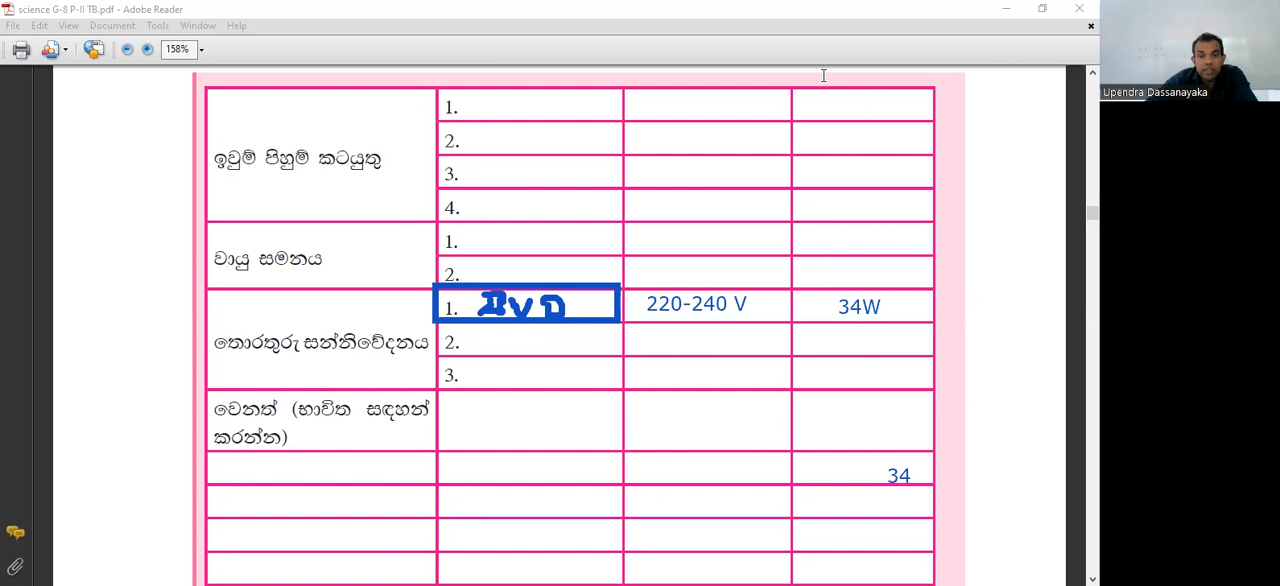 science G-8 P-II TB.pdf - Adobe Reader
File Edit View Document Tools Window Help
158%
Upendra Dassanayaka
ඉවුම් පිහුම් කටයුතු
1.
2.
3.
4.
වායු සමනය
1.
2.
තොරතුරු සන්නිවේදනය
1. DVD 220-240 V 34W
2.
3.
වෙනත් (භාවිත සඳහන්
කරන්න)
34